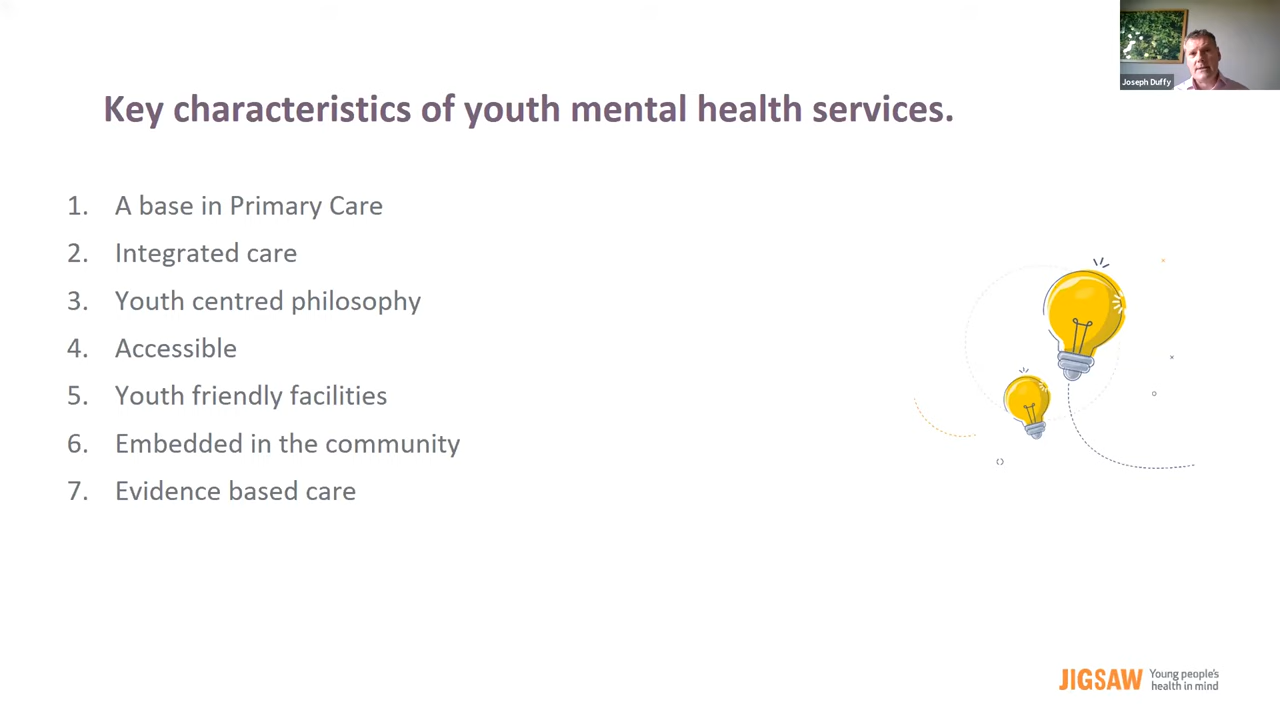 Joseph Duffy
Key characteristics of youth mental health services.
1. A base in Primary Care
2. Integrated care
3. Youth centred philosophy
4. Accessible
5. Youth friendly facilities
6. Embedded in the community
7. Evidence based care
JIGSAW
Young people's
health in mind